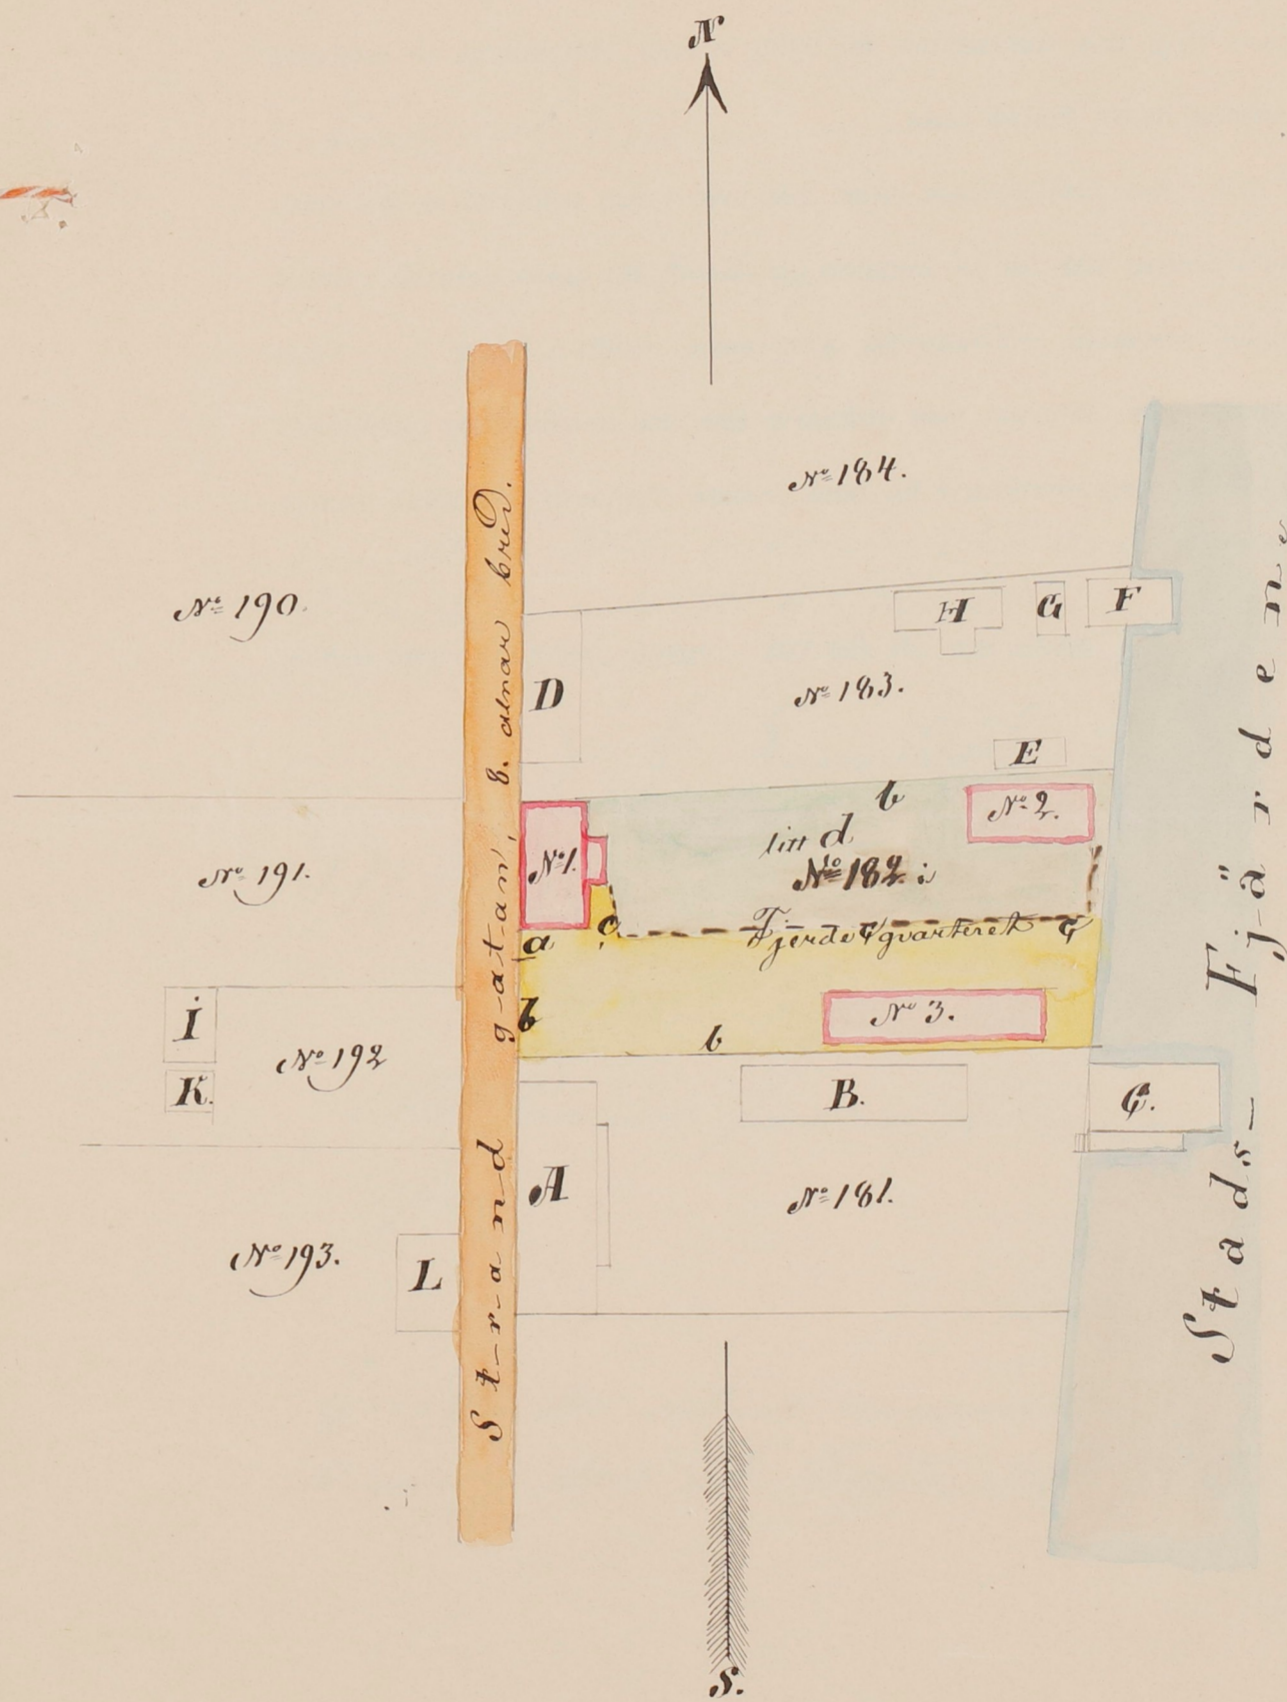 N
No 184.
No 190.
H
G
F
D
No 183.
E
b
No 2.
litt d
No 1.
No 182. i
No 191.
c
Tjerde qvarteret
c
c
a
b
No 3.
b
İ
No 192
K.
B.
C.
A
No 181.
No 193.
L
Strand gatan, 8. alnar bred.
Stads- Fjärden
S.